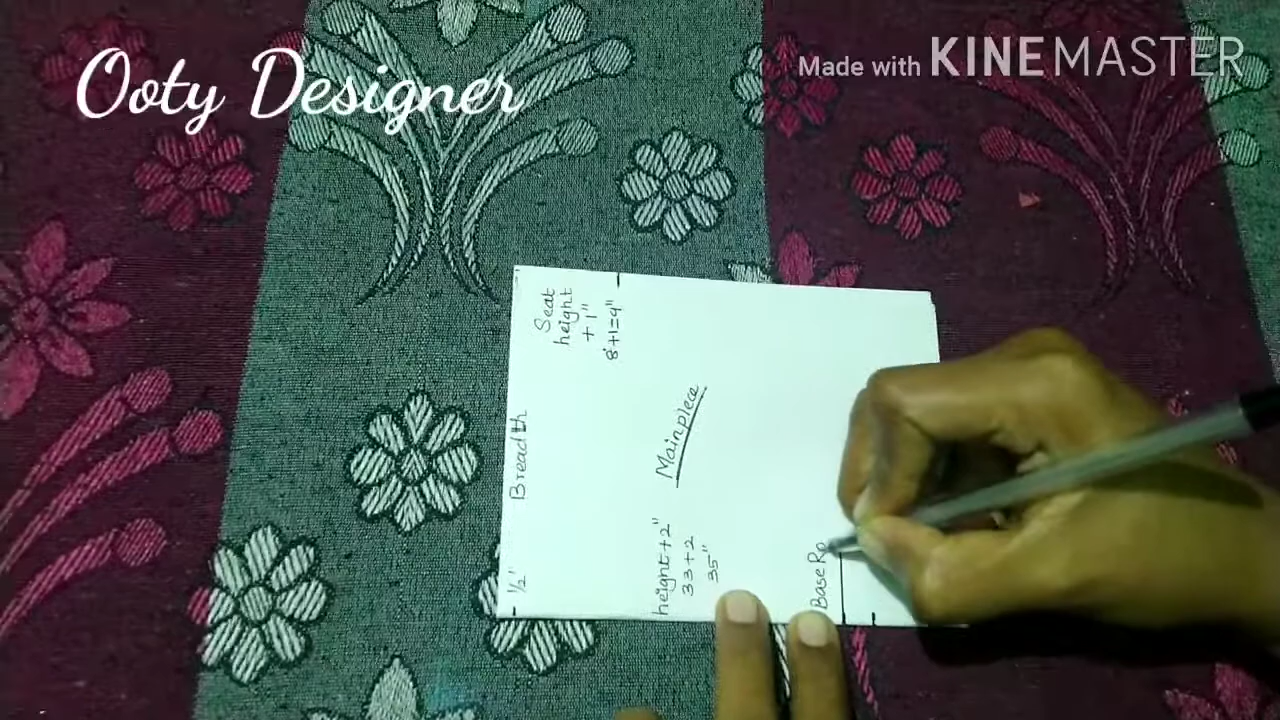 Ooty Designer
Made with KINEMASTER
Seat
height
+ 1"
8"+1=9"
Breadth
1/2"
Mainpiece
height+2"
33+2
35"
Base Ro